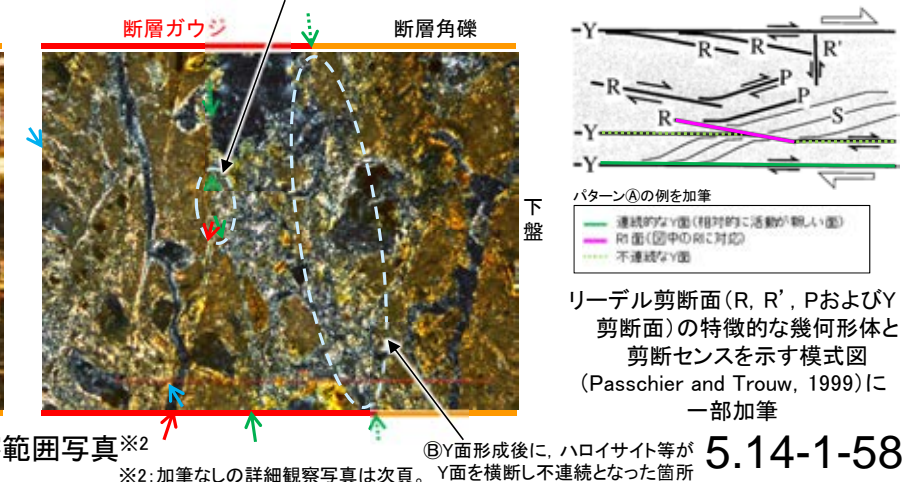 断層ガウジ
断層角礫
下
盤
Y
R
R
R'
R
P
P
R
S
Y
Y
パターンⒶの例を加筆
連続的なY面(相対的に活動が新しい面)
R1面(図中のRに対応)
不連続なY面
リーデル剪断面(R, R’, PおよびY
剪断面)の特徴的な幾何形体と
剪断センスを示す模式図
(Passchier and Trouw, 1999)に
一部加筆
範囲写真※2
※2:加筆なしの詳細観察写真は次頁。
ⒷY面形成後に, ハロイサイト等が
Y面を横断し不連続となった箇所
5.14-1-58